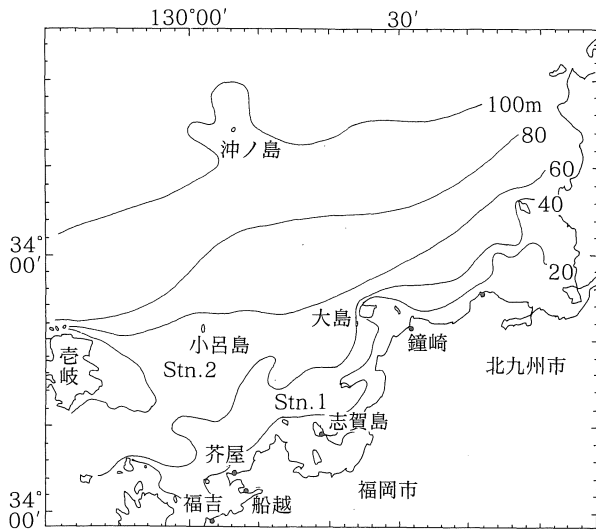 130°00′
30′
100m
沖ノ島
80
60
40
34°
00′
20
大島
小呂島
鐘崎
壱岐
北九州市
Stn.2
Stn.1
志賀島
芥屋
福岡市
福吉
船越
34°
00′